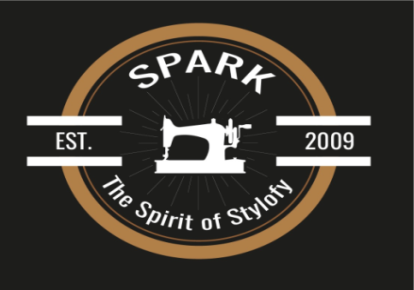 SPARK
EST. 2009
The Spirit of Stylofy